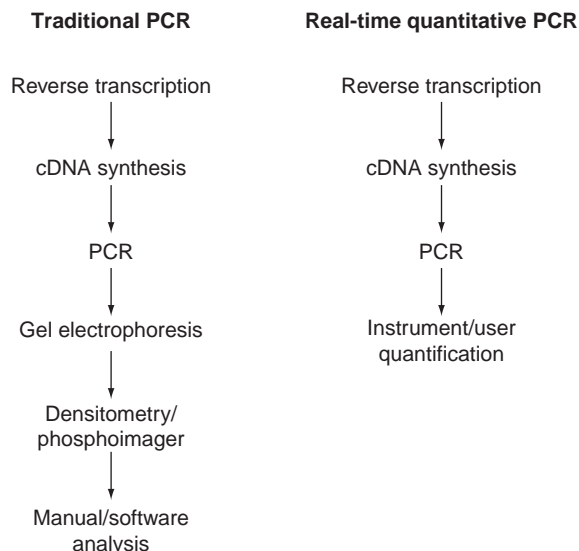 Traditional PCR
Reverse transcription
cDNA synthesis
PCR
Gel electrophoresis
Densitometry/
phosphoimager
Manual/software
analysis
Real-time quantitative PCR
Reverse transcription
cDNA synthesis
PCR
Instrument/user
quantification